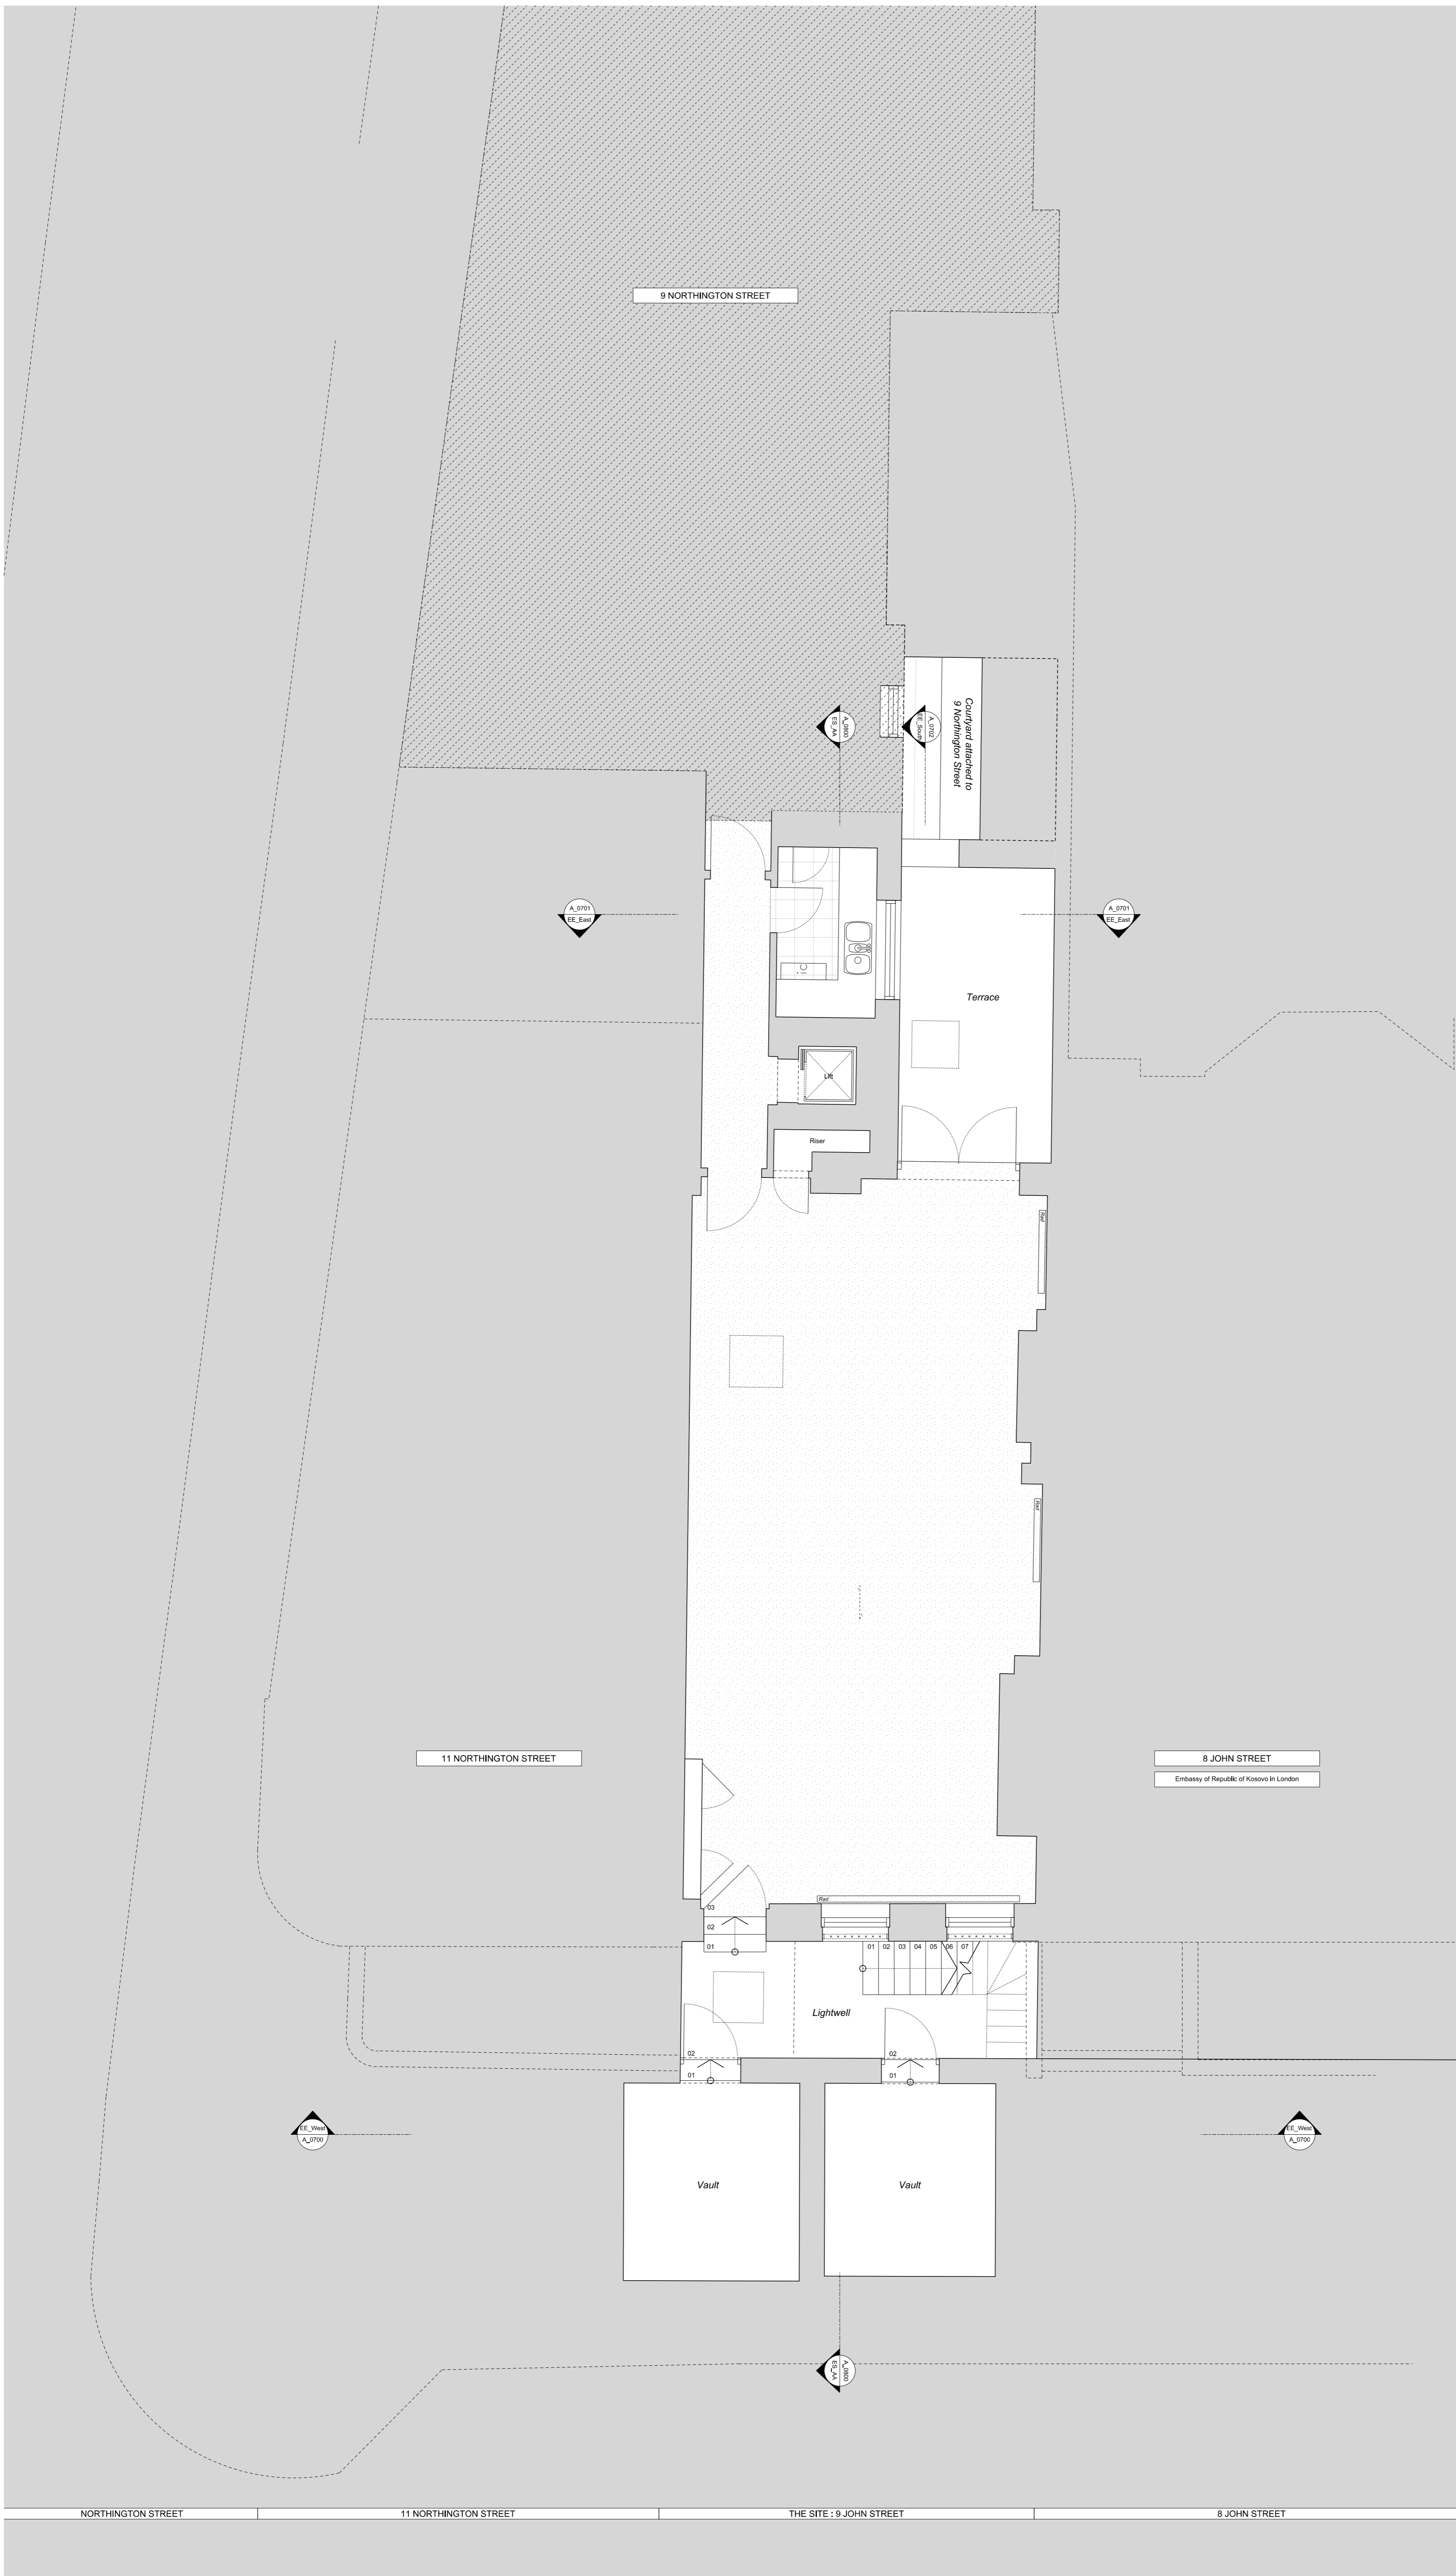 9 NORTHINGTON STREET
Courtyard attached to
9 Northington Street
A_0800
ES_AA
A_0702
EE_South
A_0701
EE_East
A_0701
EE_East
Terrace
Lift
Riser
Rad
Rad
11 NORTHINGTON STREET
8 JOHN STREET
Embassy of Republic of Kosovo in London
Rad
03
02
01
01 02 03 04 05 06 07
Lightwell
02
01
02
01
EE_West
A_0700
EE_West
A_0700
Vault
Vault
A_0800
ES_AA
NORTHINGTON STREET
11 NORTHINGTON STREET
THE SITE : 9 JOHN STREET
8 JOHN STREET